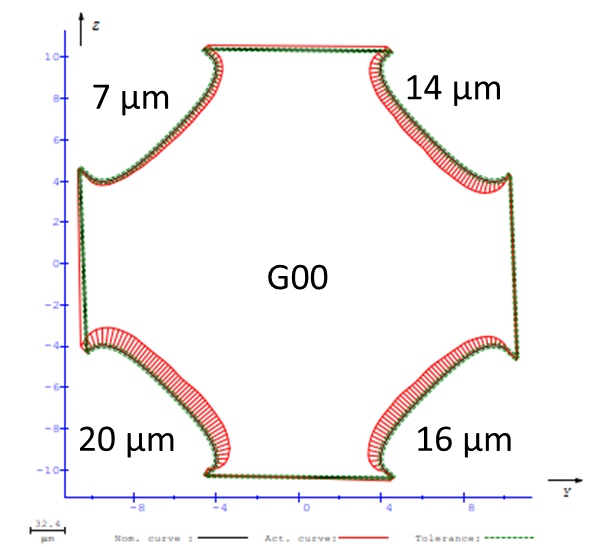 z
10
8
7 μm
14 μm
6
4
2
0
G00
-2
-4
-6
-8
20 μm
16 μm
-10
Y
-8
-4
0
4
8
32.4
μm
Nom. curve :
Act. curve:
Tolerance: